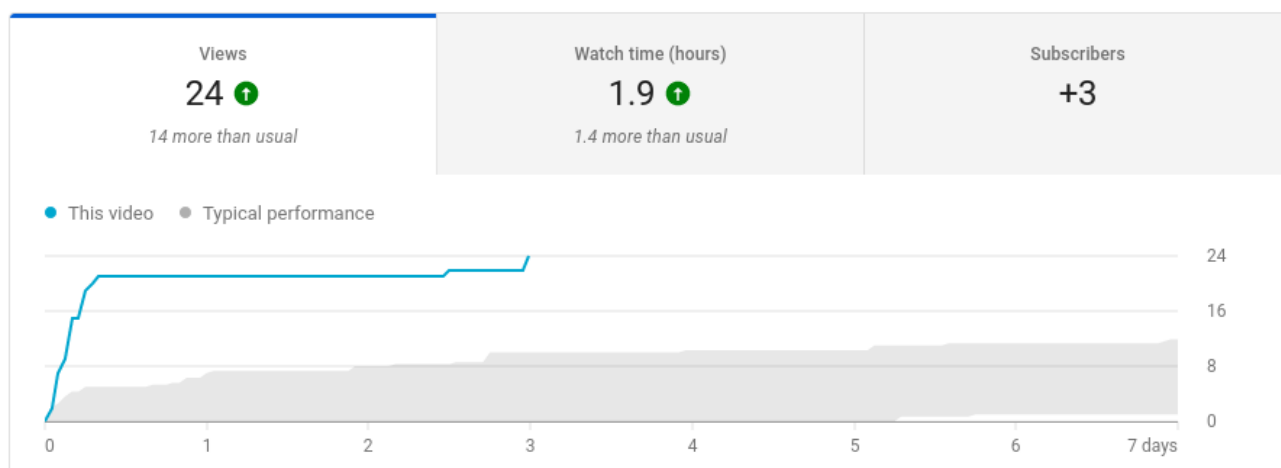 Views
24
14 more than usual
Watch time (hours)
1.9
1.4 more than usual
Subscribers
+3
This video
Typical performance
24
16
8
0
0 1 2 3 4 5 6 7 days